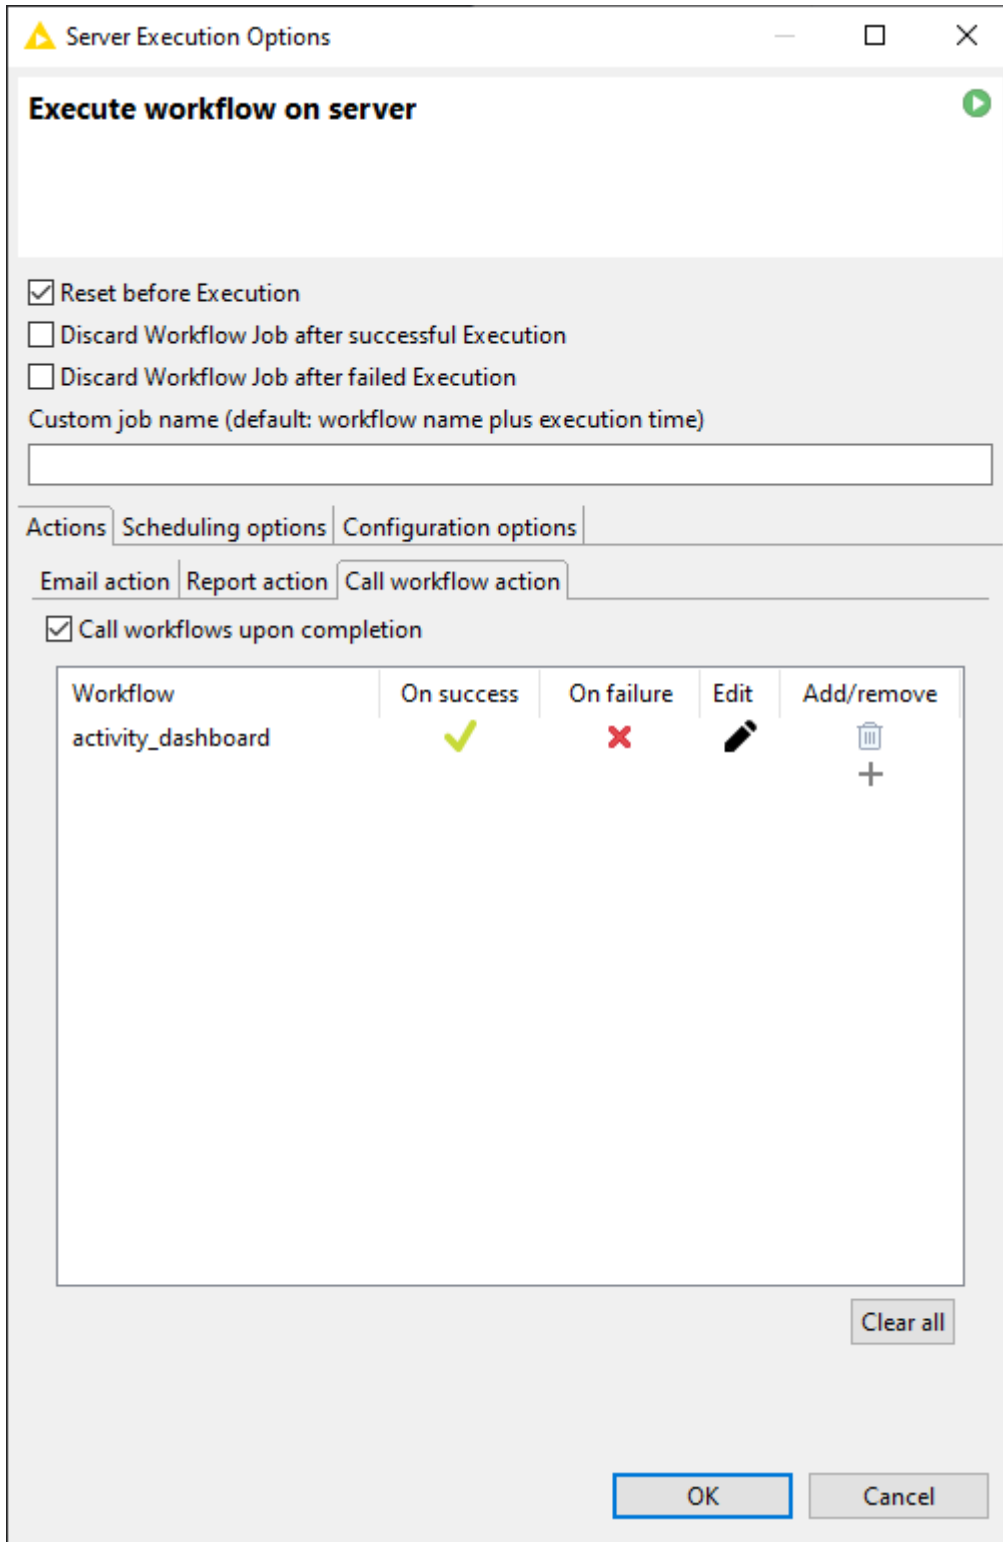 Server Execution Options
Execute workflow on server
Reset before Execution
Discard Workflow Job after successful Execution
Discard Workflow Job after failed Execution
Custom job name (default: workflow name plus execution time)
Actions Scheduling options Configuration options
Email action Report action Call workflow action
Call workflows upon completion
Workflow On success On failure Edit Add/remove
activity_dashboard
Clear all
OK Cancel